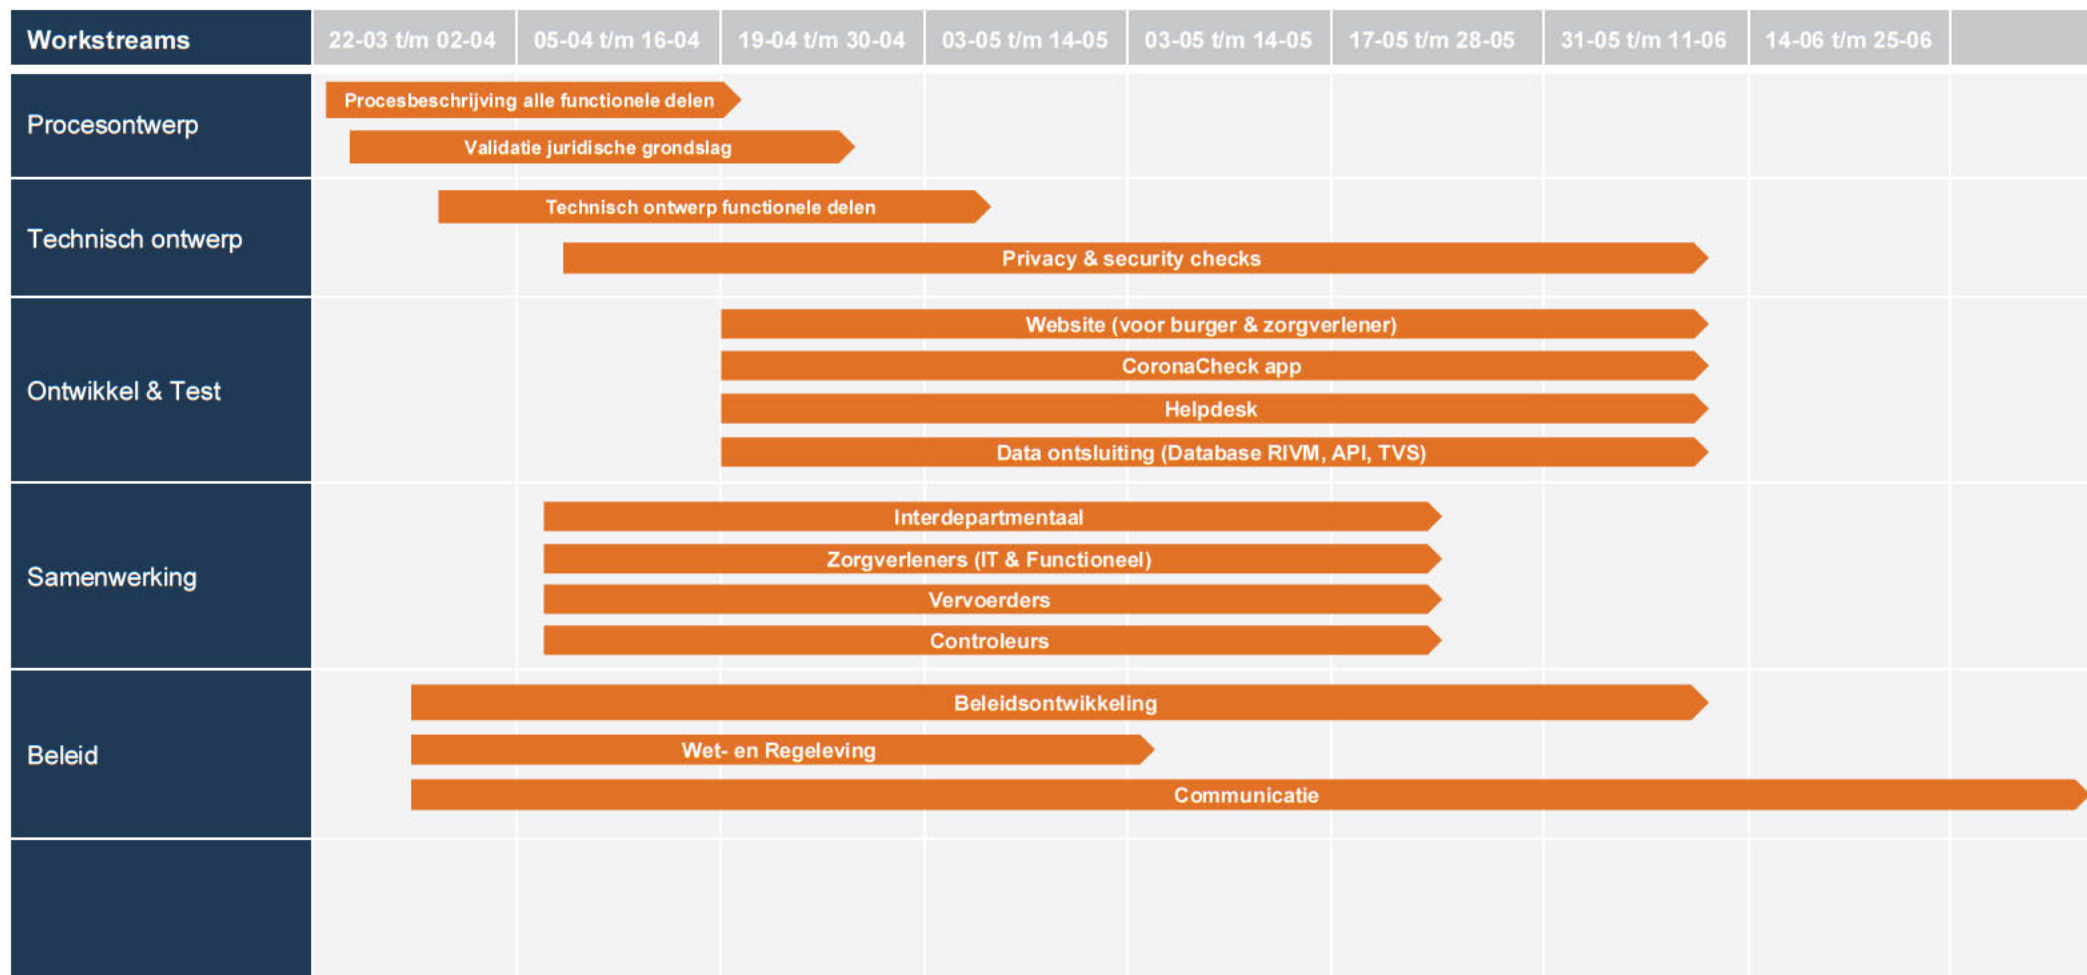 Workstreams
22-03 t/m 02-04
05-04 t/m 16-04
19-04 t/m 30-04
03-05 t/m 14-05
03-05 t/m 14-05
17-05 t/m 28-05
31-05 t/m 11-06
14-06 t/m 25-06
Procesontwerp
Procesbeschrijving alle functionele delen
Validatie juridische grondslag
Technisch ontwerp
Technisch ontwerp functionele delen
Privacy & security checks
Ontwikkel & Test
Website (voor burger & zorgverlener)
CoronaCheck app
Helpdesk
Data ontsluiting (Database RIVM, API, TVS)
Samenwerking
Interdepartmentaal
Zorgverleners (IT & Functioneel)
Vervoerders
Controleurs
Beleid
Beleidsontwikkeling
Wet- en Regeleving
Communicatie